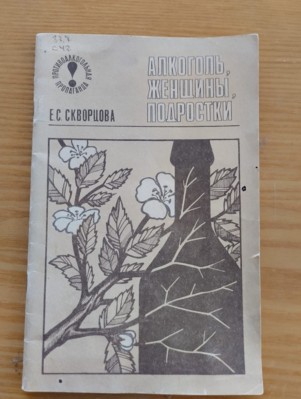 ПРОТИВОАЛКОГОЛЬНАЯ
ПРОПАГАНДА
Е.С СКВОРЦОВА
АЛКОГОЛЬ,
ЖЕНЩИНЫ,
ПОДРОСТКИ